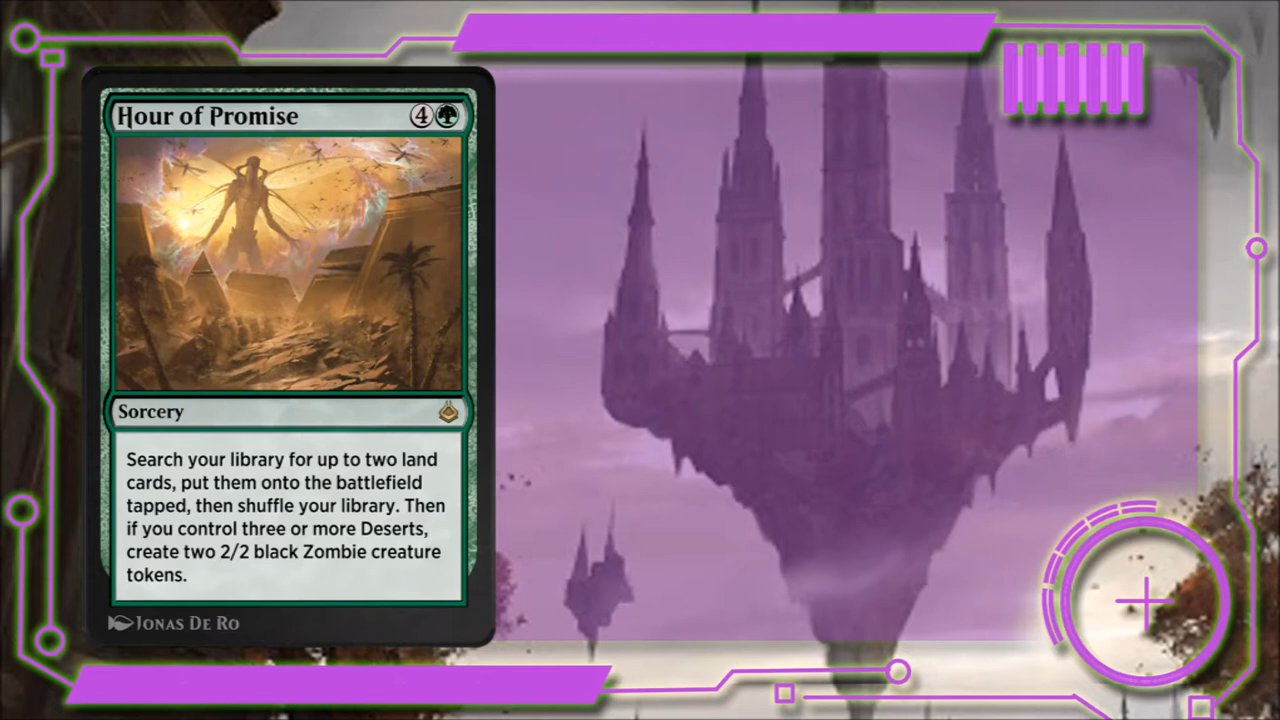 Hour of Promise 4
Sorcery
Search your library for up to two land
cards, put them onto the battlefield
tapped, then shuffle your library. Then
if you control three or more Deserts,
create two 2/2 black Zombie creature
tokens.
Jonas De Ro